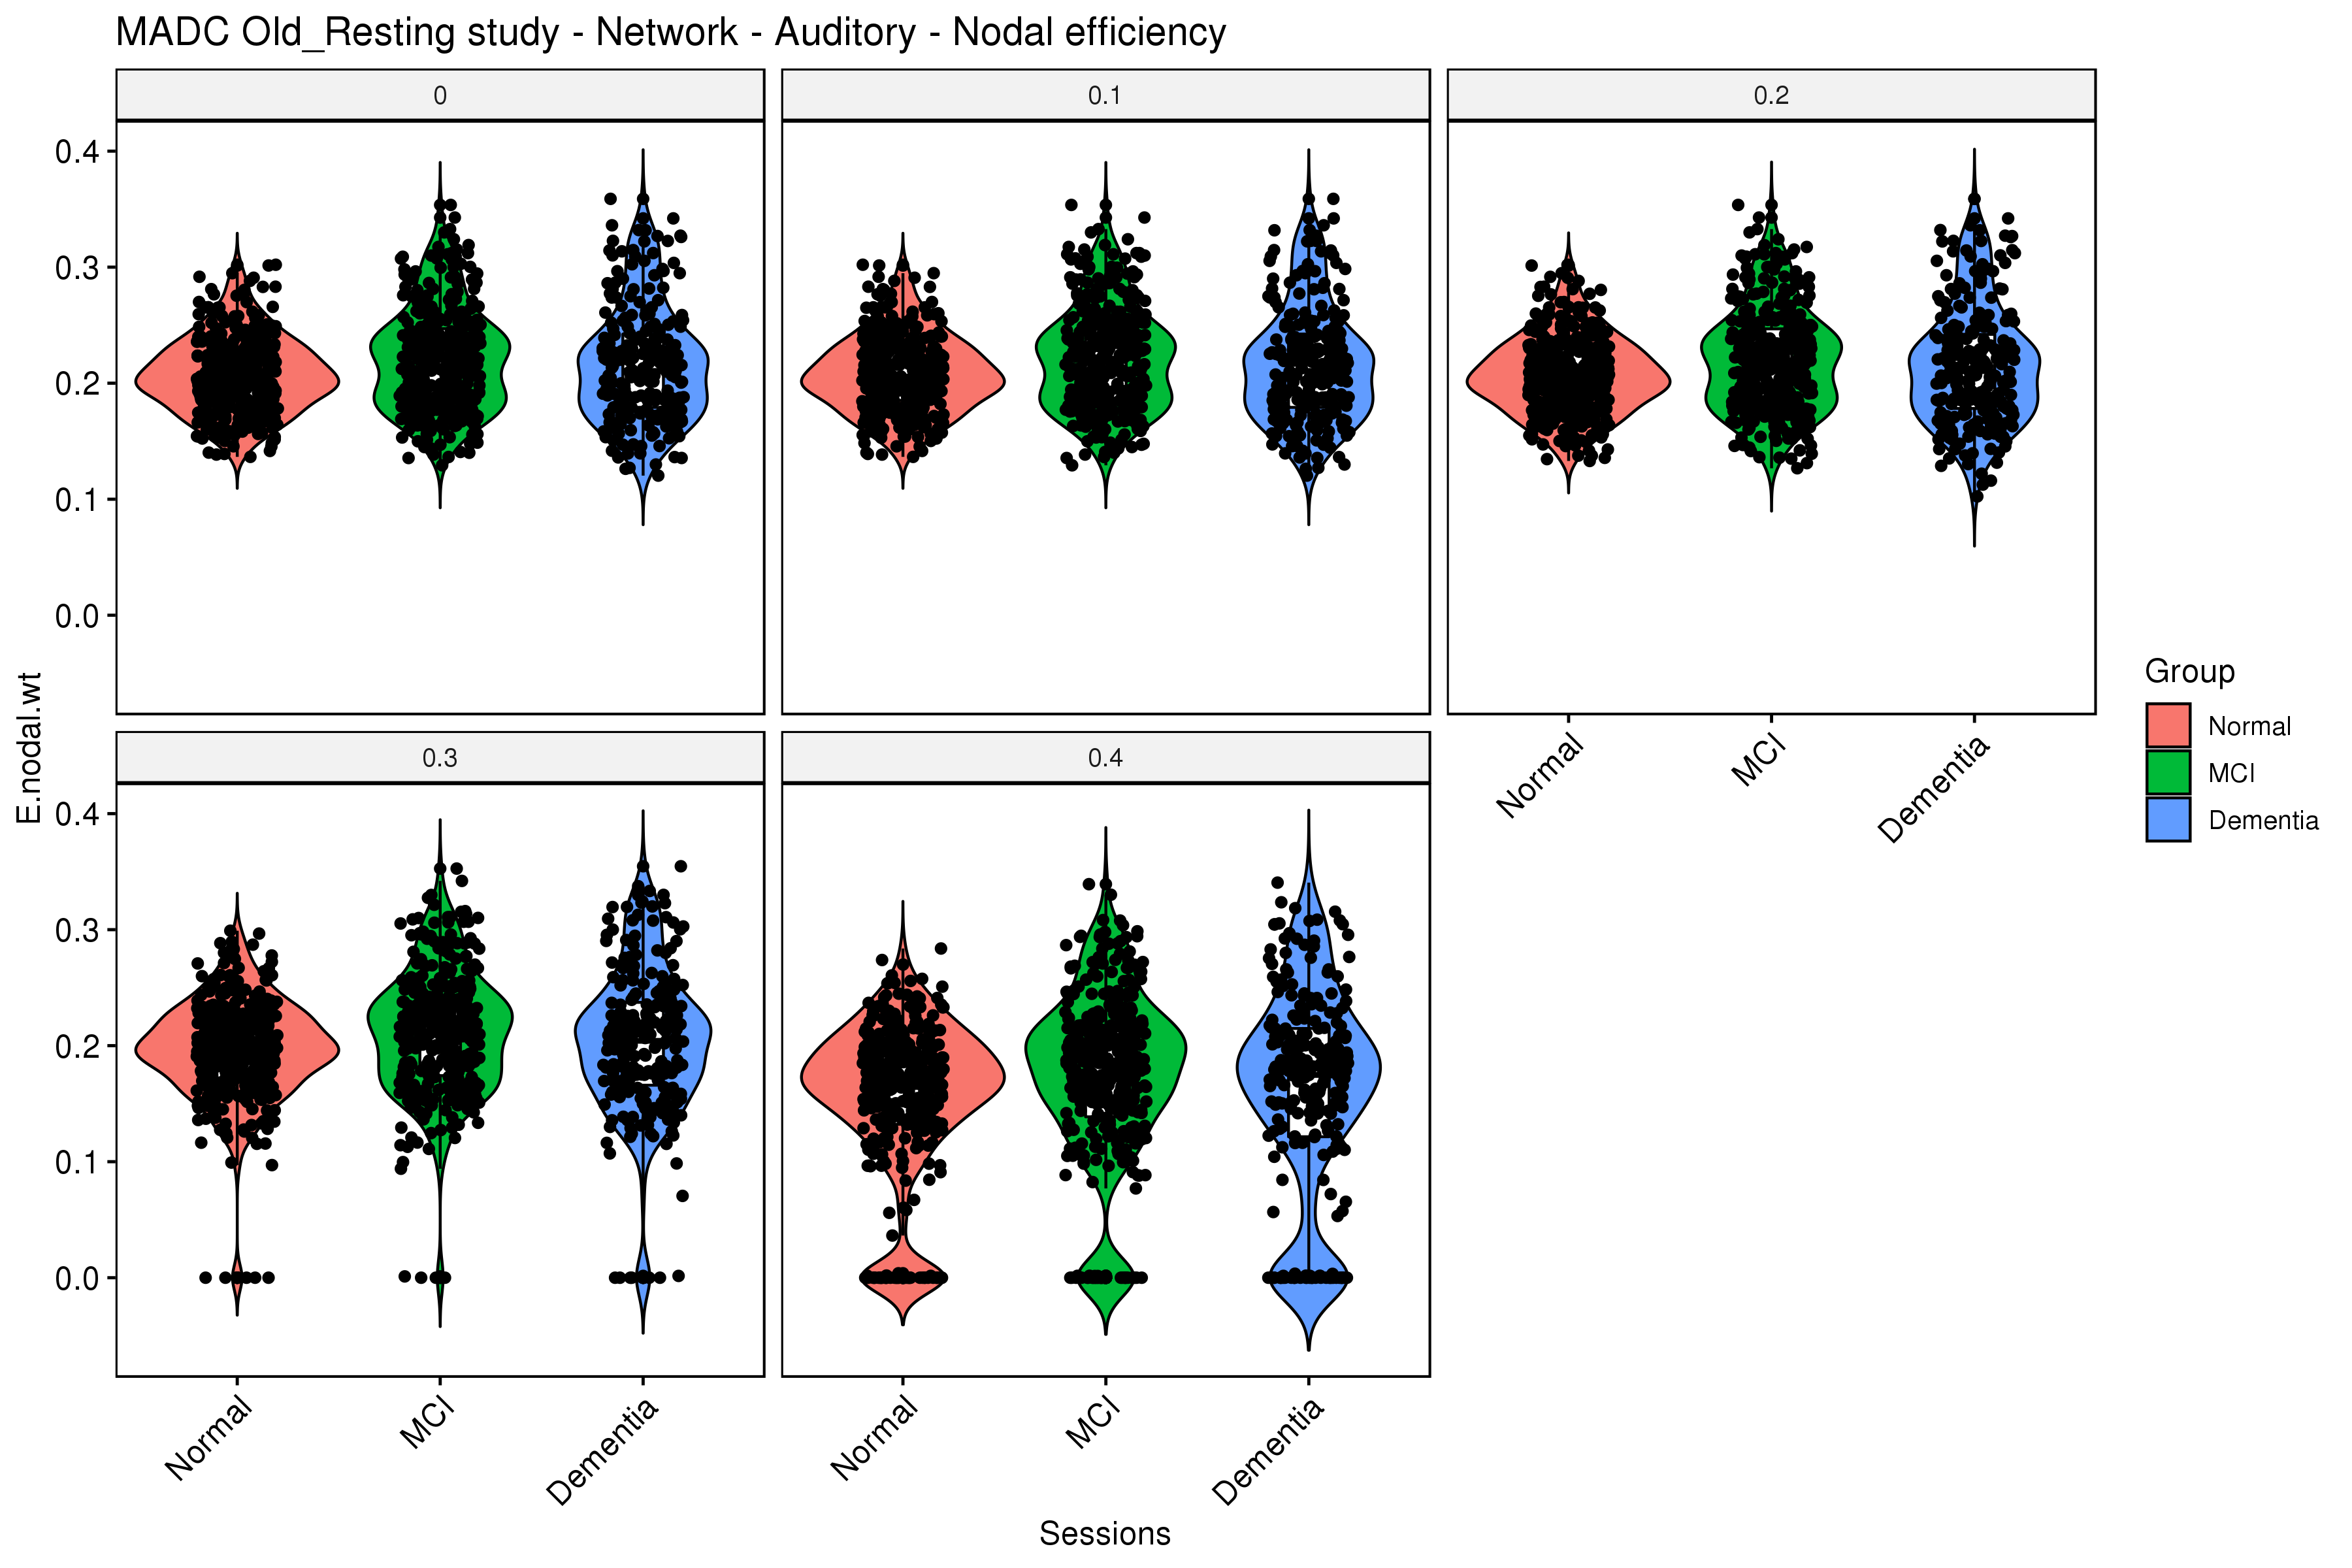 MADC Old_Resting study - Network - Auditory - Nodal efficiency
0
0.1
0.2
0.4
0.3
0.2
0.1
0.0
Normal
MCI
Dementia
0.3
0.4
0.4
0.3
0.2
0.1
0.0
Normal
MCI
Dementia
Normal
MCI
Dementia
E.nodal.wt
Sessions
Group
Normal
MCI
Dementia